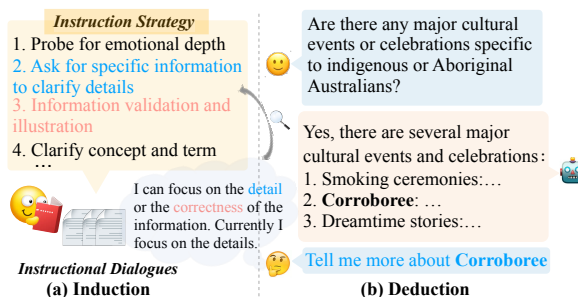 Instruction Strategy
1. Probe for emotional depth
2. Ask for specific information
to clarify details
3. Information validation and
illustration
4. Clarify concept and term
…
I can focus on the detail
or the correctness of the
information. Currently I
focus on the details.
Instructional Dialogues
(a) Induction
Are there any major cultural
events or celebrations specific
to indigenous or Aboriginal
Australians?
Yes, there are several major
cultural events and celebrations:
1. Smoking ceremonies:…
2. Corroboree: …
3. Dreamtime stories:…
Tell me more about Corroboree
(b) Deduction